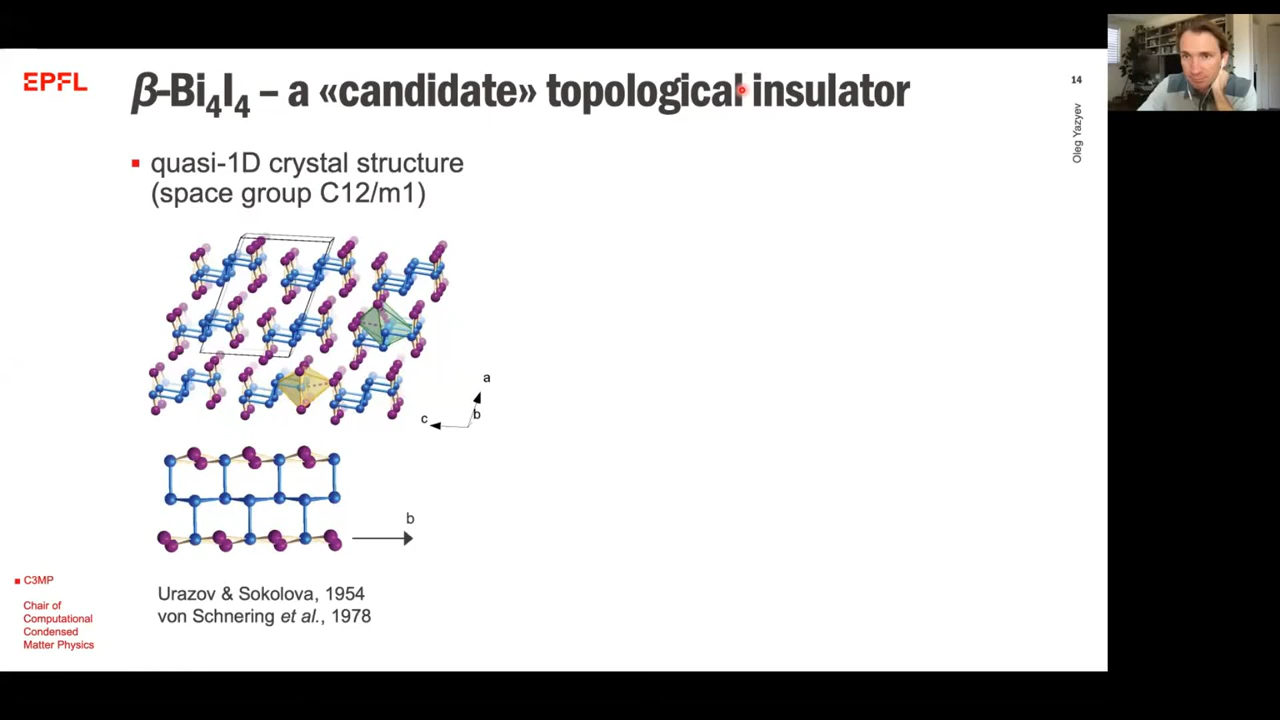 EPFL
β-Bi4I4 – a «candidate» topological insulator
14
Oleg Yazyev
▪ quasi-1D crystal structure
(space group C12/m1)
a
b
c
b
Urazov & Sokolova, 1954
von Schnering et al., 1978
▪ C3MP
Chair of
Computational
Condensed
Matter Physics